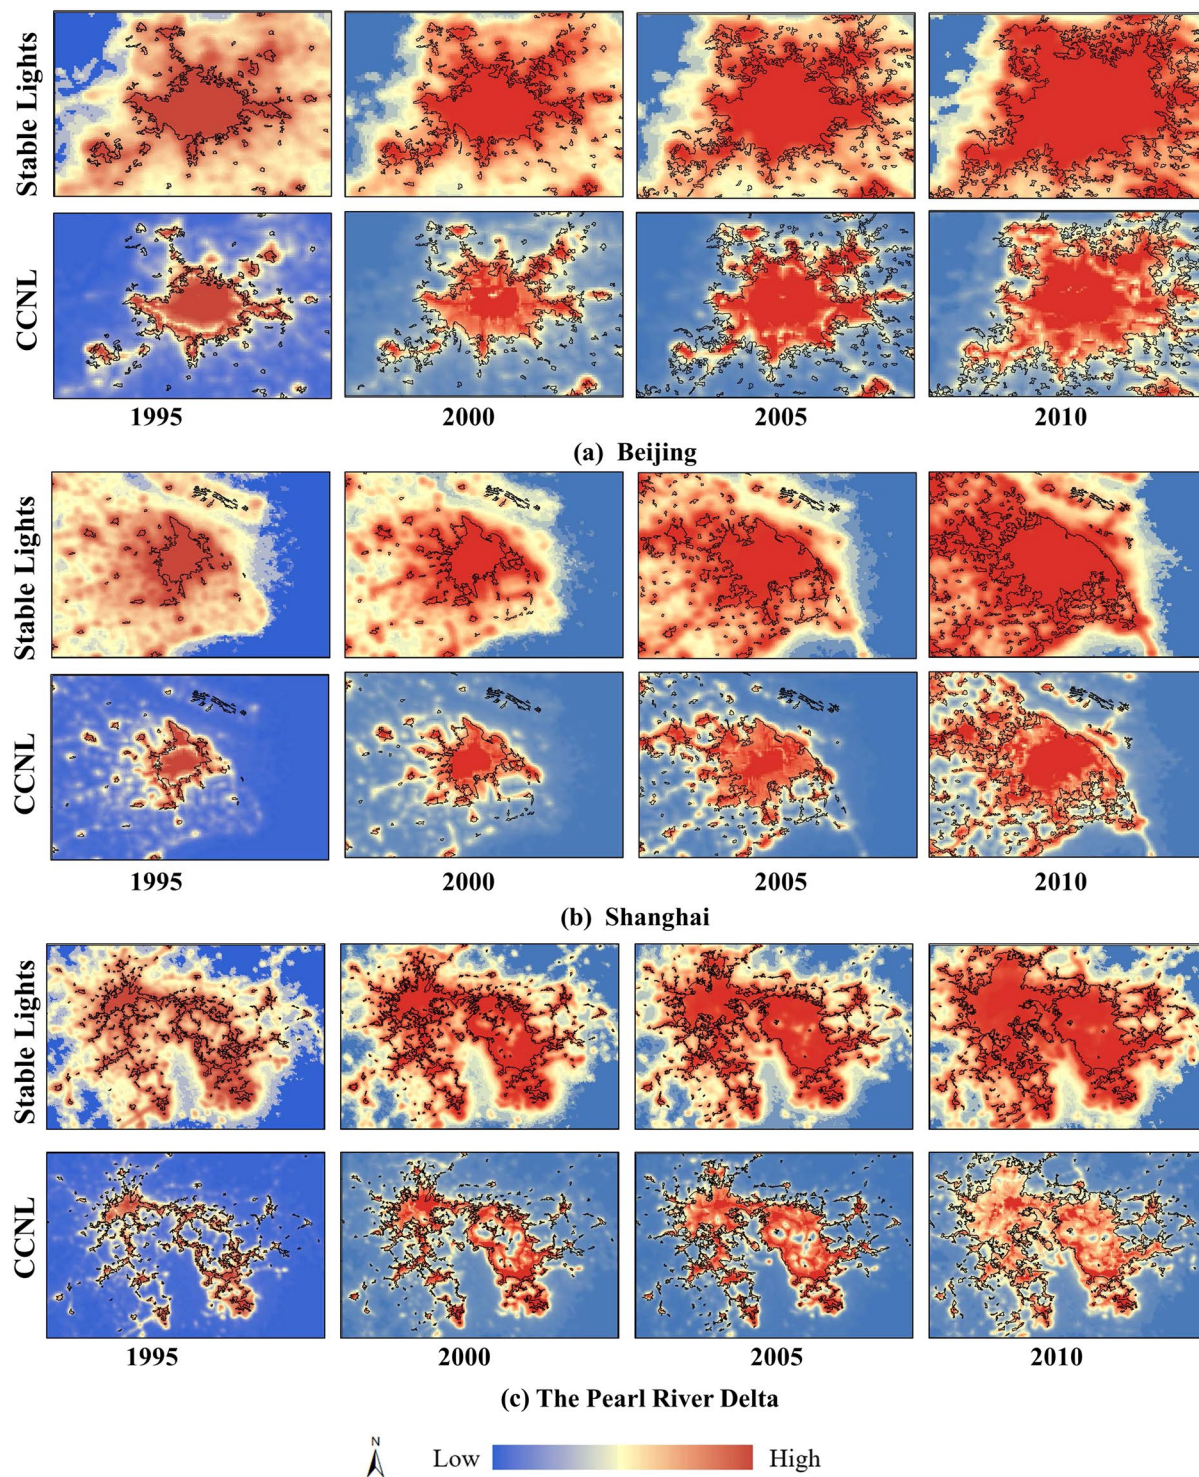 Stable Lights
CCNL
1995 2000 2005 2010
(a) Beijing
Stable Lights
CCNL
1995 2000 2005 2010
(b) Shanghai
Stable Lights
CCNL
1995 2000 2005 2010
(c) The Pearl River Delta
N
Low High